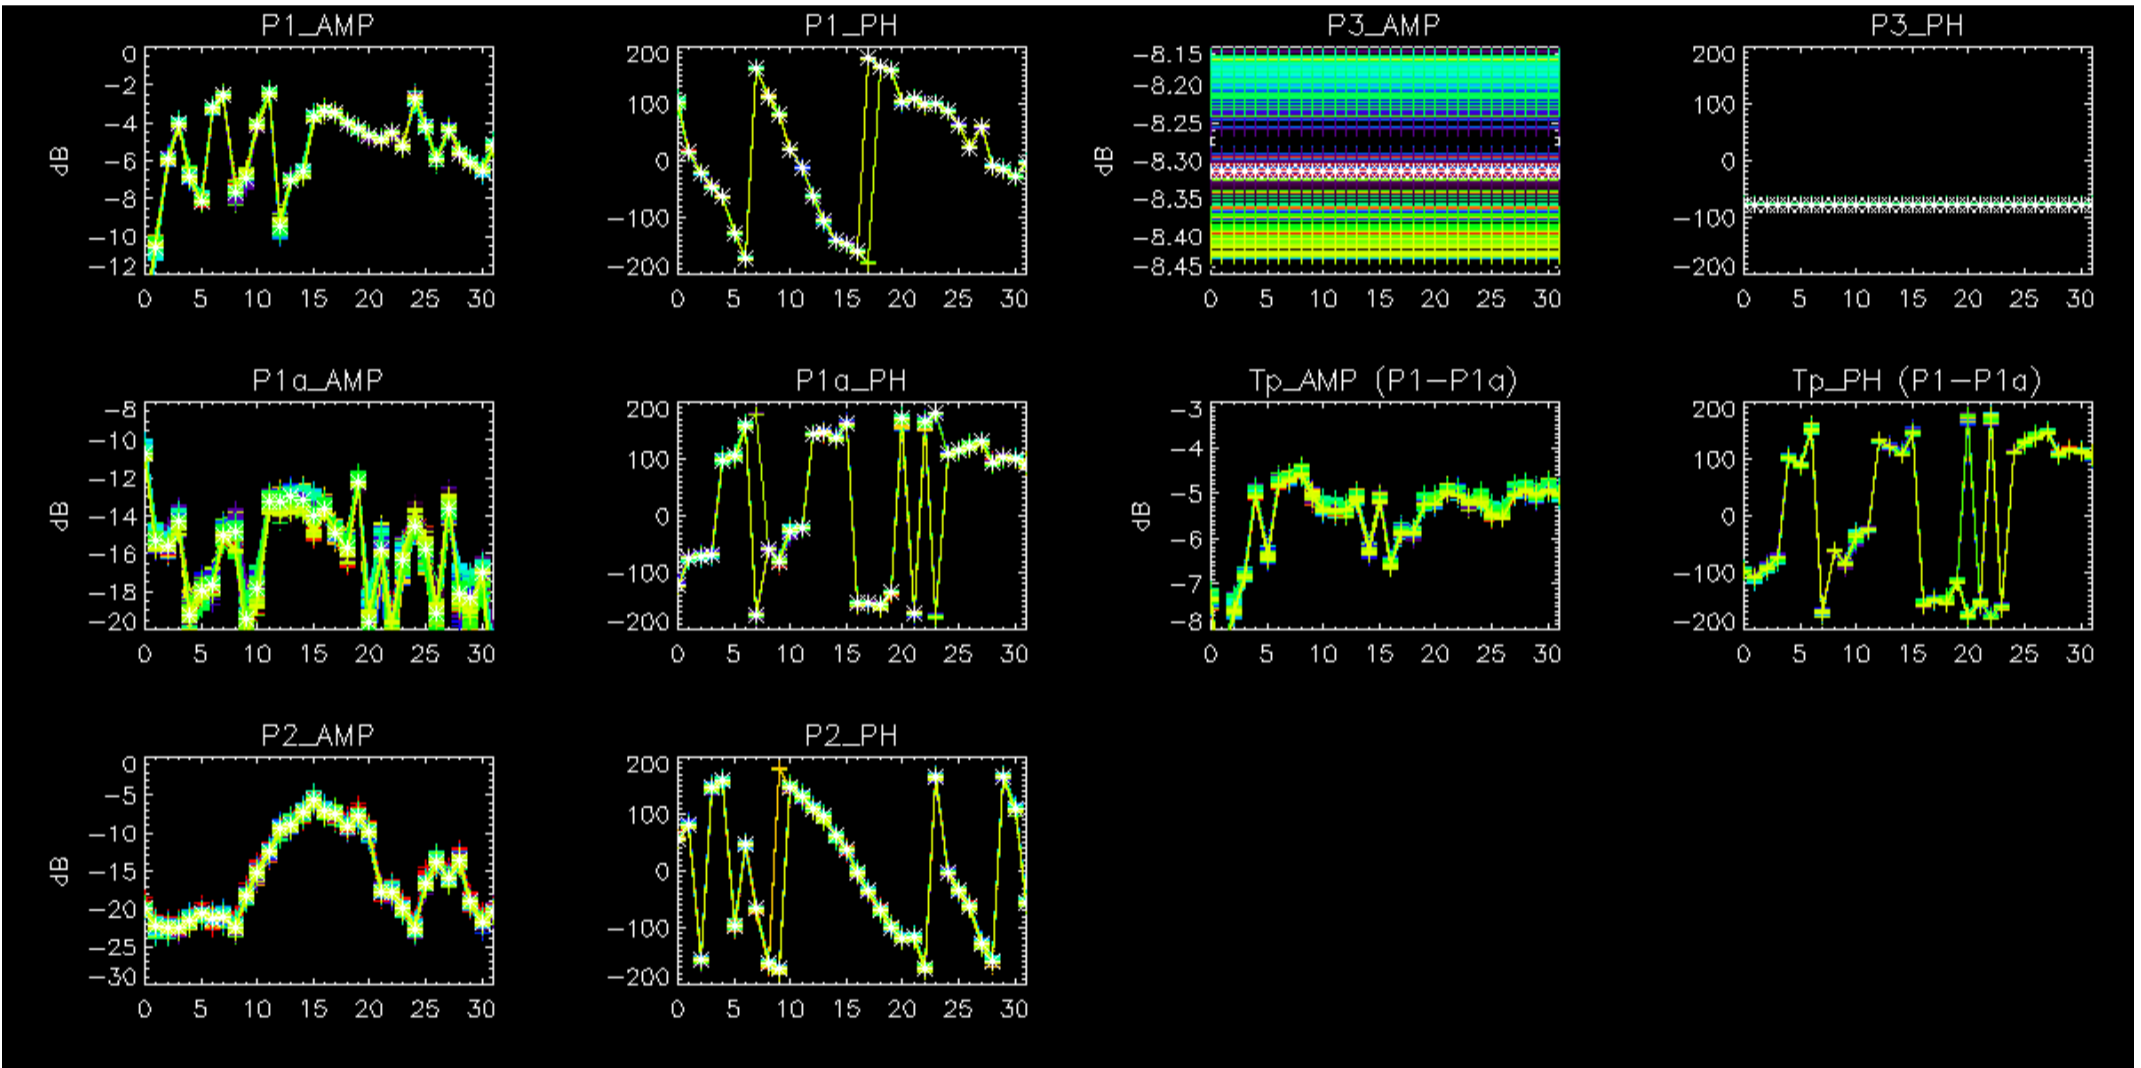 P1_AMP P1_PH P3_AMP P3_PH
0 200 -8.15 200
-2 100 -8.20 100
-4 0 -8.25 0
-6 -100 -8.30 -100
-8 -200 -8.35 -200
-10 -8.40
-12 -8.45
dB dB
0 5 10 15 20 25 30 0 5 10 15 20 25 30 0 5 10 15 20 25 30 0 5 10 15 20 25 30
P1a_AMP P1a_PH Tp_AMP (P1-P1a) Tp_PH (P1-P1a)
-8 200 -3 200
-10 100 -4 100
-12 0 -5 0
-14 -100 -6 -100
-16 -200 -7 -200
-18 -8
-20
dB dB
0 5 10 15 20 25 30 0 5 10 15 20 25 30 0 5 10 15 20 25 30 0 5 10 15 20 25 30
P2_AMP P2_PH
0 200
-5 100
-10 0
-15 -100
-20 -200
-25
-30
dB
0 5 10 15 20 25 30 0 5 10 15 20 25 30